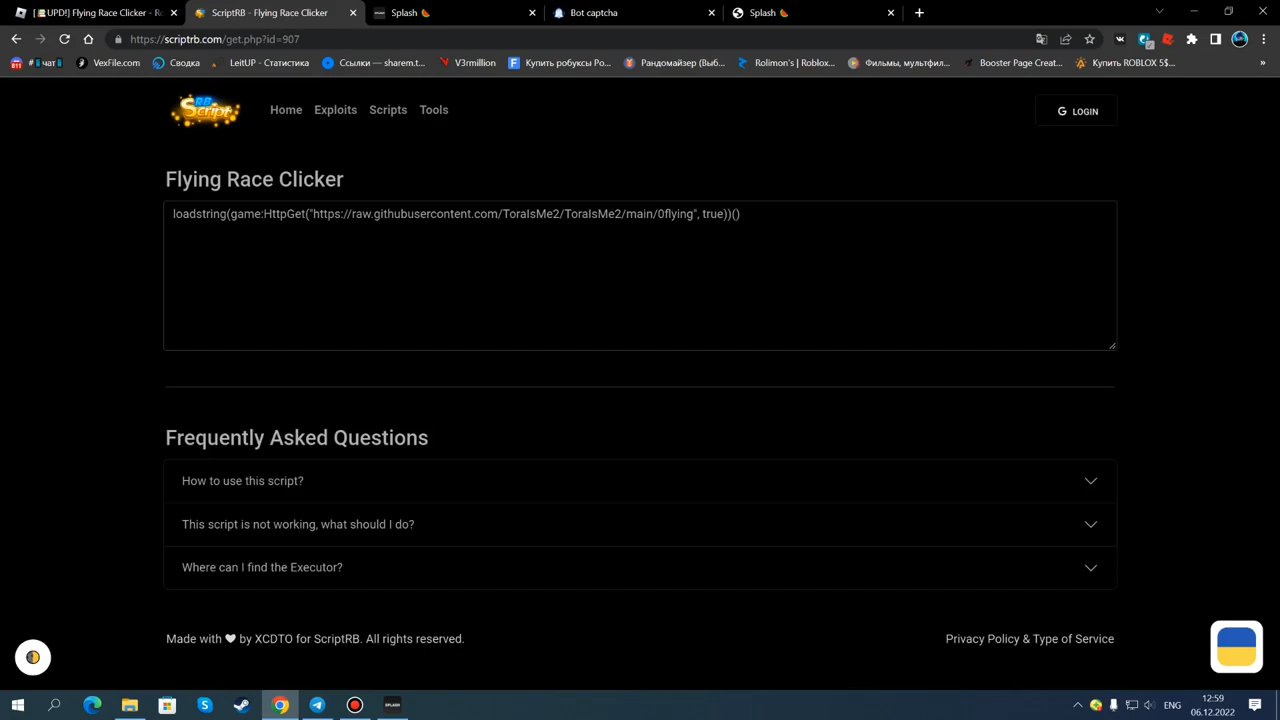 [UPD!] Flying Race Clicker - Ro
ScriptRB - Flying Race Clicker
Splash
Bot captcha
Splash
https://scriptrb.com/get.php?id=907
VexFile.com
Сводка
LeitUP - Статистика
Ссылки — sharem.t...
V3rmillion
Купить робуксы Ро...
Рандомайзер (Выб...
Rolimon's | Roblox...
Фильмы, мультфил...
Booster Page Creat...
Купить ROBLOX 5$...
»
RB
Script
Home
Exploits
Scripts
Tools
G LOGIN
Flying Race Clicker
loadstring(game:HttpGet("https://raw.githubusercontent.com/ToraIsMe2/ToraIsMe2/main/0flying", true))()
Frequently Asked Questions
How to use this script?
This script is not working, what should I do?
Where can I find the Executor?
Made with ❤ by XCDTO for ScriptRB. All rights reserved.
Privacy Policy & Type of Service
SPLASH
ENG
12:59
06.12.2022